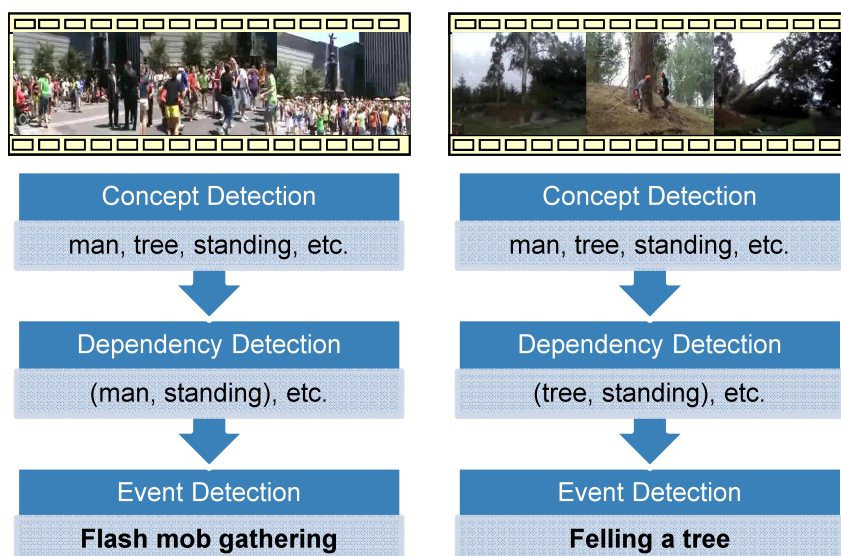 Concept Detection
man, tree, standing, etc.
Dependency Detection
(man, standing), etc.
Event Detection
Flash mob gathering
Concept Detection
man, tree, standing, etc.
Dependency Detection
(tree, standing), etc.
Event Detection
Felling a tree